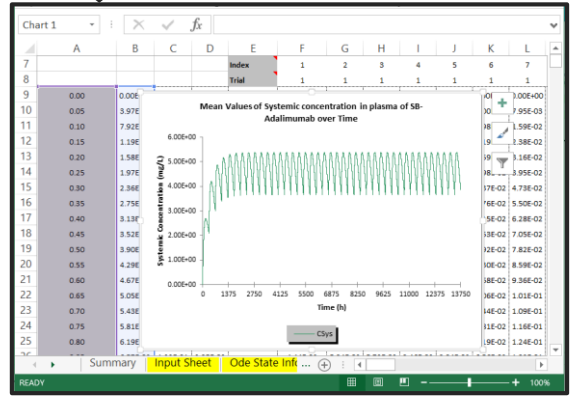 Chart 1 fx
A B C D E F G H I J K L
7 Index 1 2 3 4 5 6 7
8 Trial 1 1 1 1 1 1 1
9 0.00 0.00E+00
10 0.05 3.97E 7.95E-03
11 0.10 7.92E 1.59E-02
12 0.15 1.19E 2.38E-02
13 0.20 1.58E 3.16E-02
14 0.25 1.97E 3.95E-02
15 0.30 2.36E 37E-02 4.73E-02
16 0.35 2.75E 5.50E-02
17 0.40 3.13E 6.28E-02
18 0.45 3.52E 7.05E-02
19 0.50 3.90E 7.82E-02
20 0.55 4.29E 8.59E-02
21 0.60 4.67E 9.36E-02
22 0.65 5.05E 1.01E-01
23 0.70 5.43E 1.09E-01
24 0.75 5.81E 1.16E-01
25 0.80 6.19E 1.24E-01
Mean Values of Systemic concentration in plasma of SB-
Adalimumab over Time
Systemic Concentration (mg/L)
6.00E+00
5.00E+00
4.00E+00
3.00E+00
2.00E+00
1.00E+00
0.00E+00
0 1375 2750 4125 5500 6875 8250 9625 11000 12375 13750
Time (h)
CSys
Summary Input Sheet Ode State Info ...
READY 100%